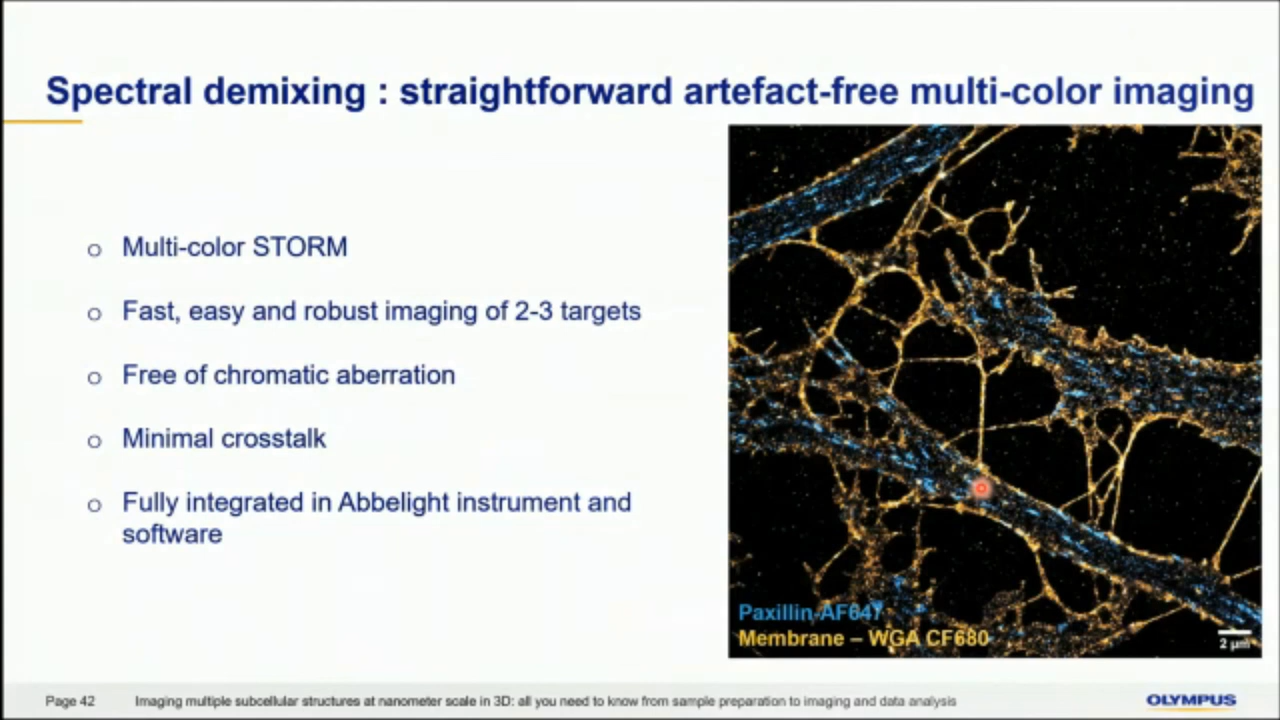 Spectral demixing : straightforward artefact-free multi-color imaging
o Multi-color STORM
o Fast, easy and robust imaging of 2-3 targets
o Free of chromatic aberration
o Minimal crosstalk
o Fully integrated in Abbelight instrument and
software
Paxillin-AF647
Membrane – WGA CF680
2 µm
Page 42
Imaging multiple subcellular structures at nanometer scale in 3D: all you need to know from sample preparation to imaging and data analysis
OLYMPUS